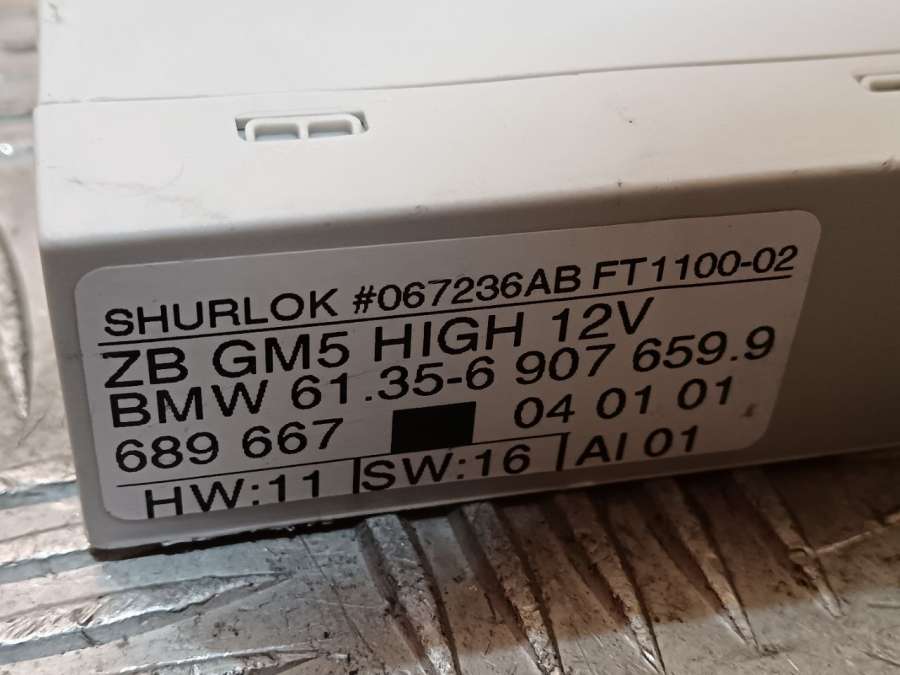 SHURLOK #067236AB FT1100-02
ZB GM5 HIGH 12V
BMW 61.35-6 907 659.9
689 667 04 01 01
HW:11 SW:16 AI 01